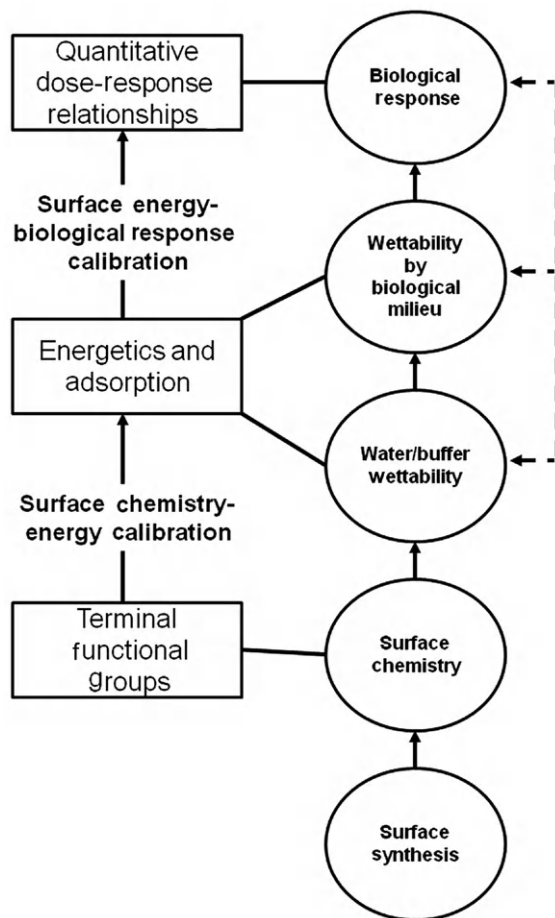 Quantitative
dose-response
relationships
Biological
response
Surface energy-
biological response
calibration
Wettability
by
biological
milieu
Energetics and
adsorption
Water/buffer
wettability
Surface chemistry-
energy calibration
Terminal
functional
groups
Surface
chemistry
Surface
synthesis